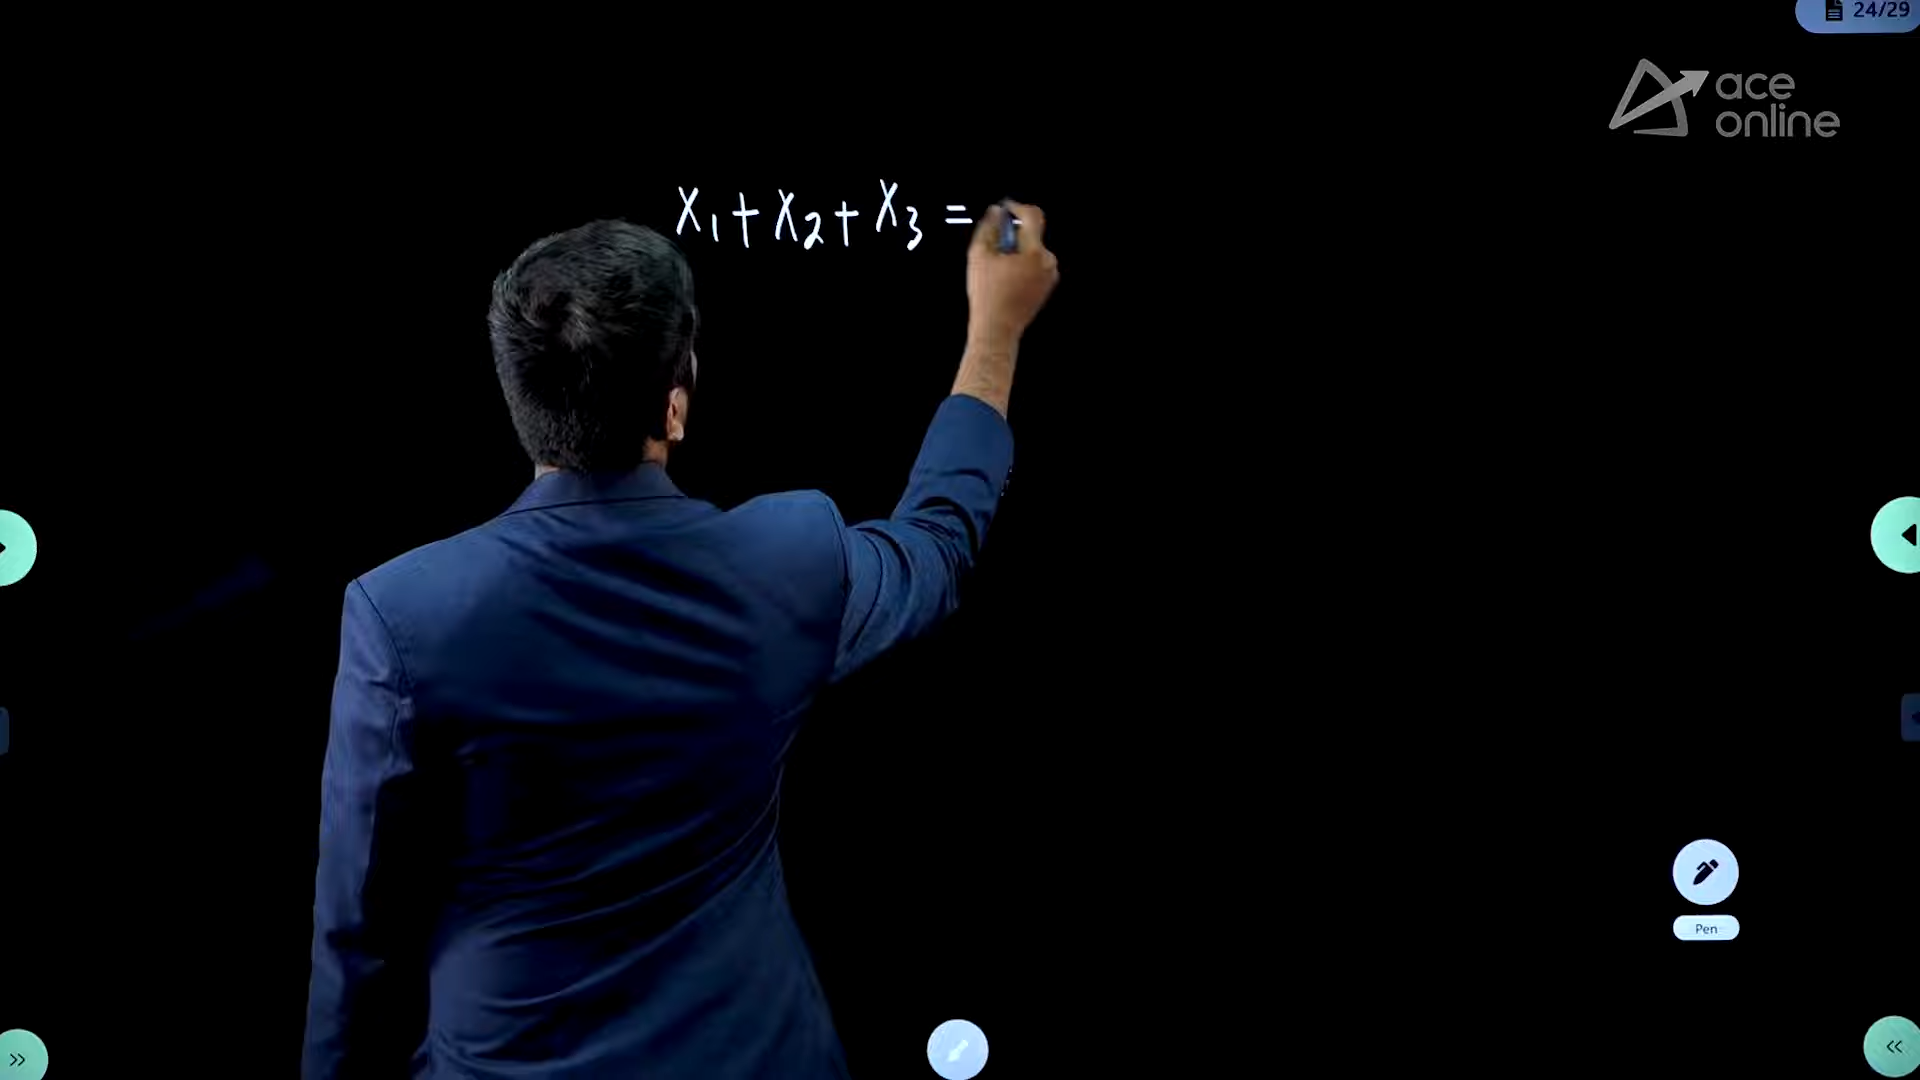 24/29
ace
online
X₁ + X₂ + X₃ =
Pen